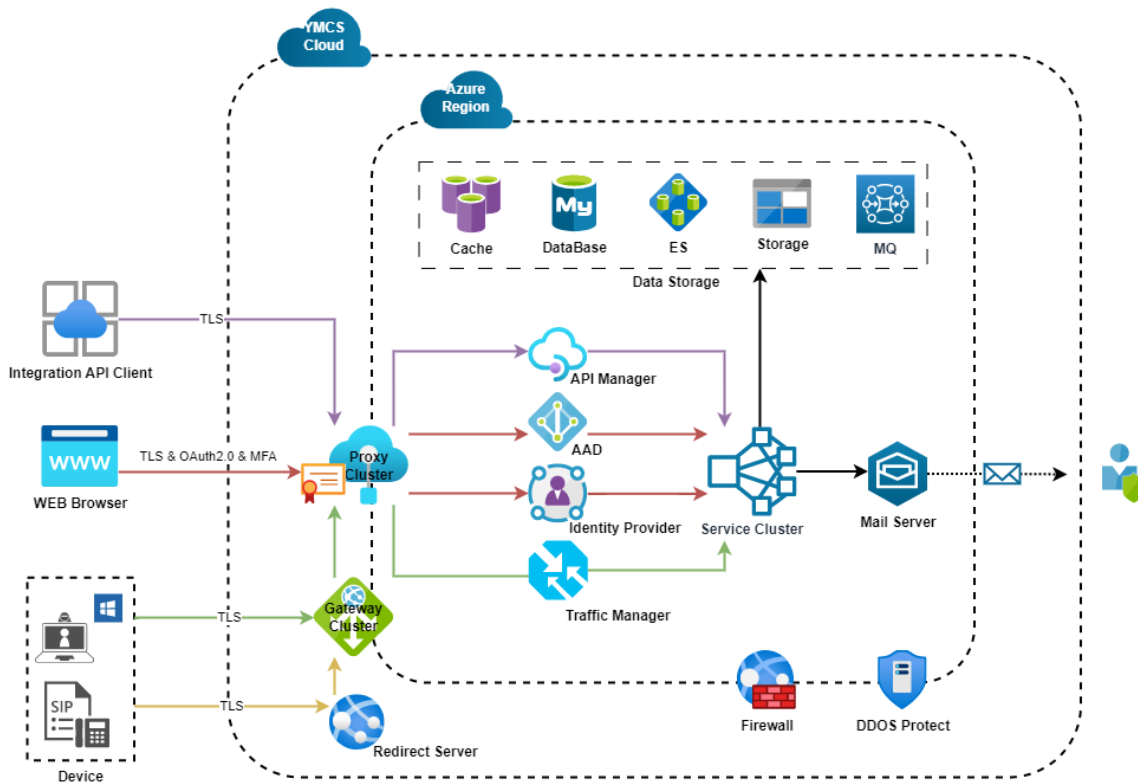 YMCS
Cloud
Azure
Region
Cache
DataBase
My
ES
Storage
MQ
Data Storage
TLS
Integration API Client
API Manager
WWW
TLS & OAuth2.0 & MFA
WEB Browser
Proxy
Cluster
AAD
Identity Provider
Service Cluster
Mail Server
Traffic Manager
TLS
Gateway
Cluster
SIP
TLS
Device
Redirect Server
Firewall
DDOS Protect